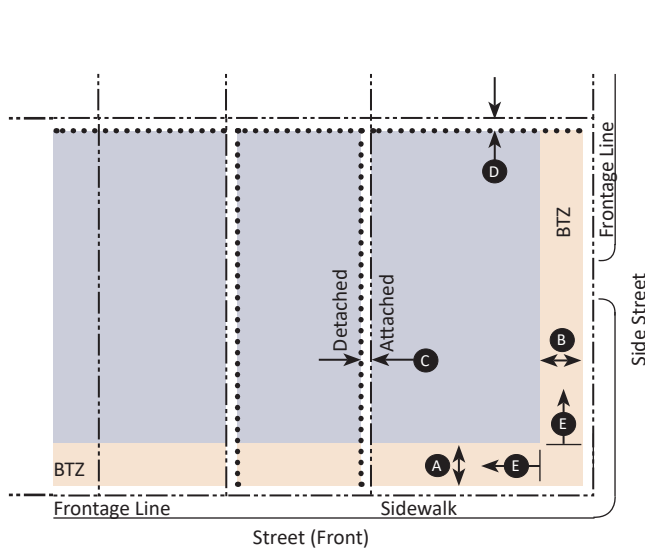 D
Frontage Line
BTZ
Side Street
Detached
Attached
C
B
E
BTZ
A
E
Frontage Line
Sidewalk
Street (Front)